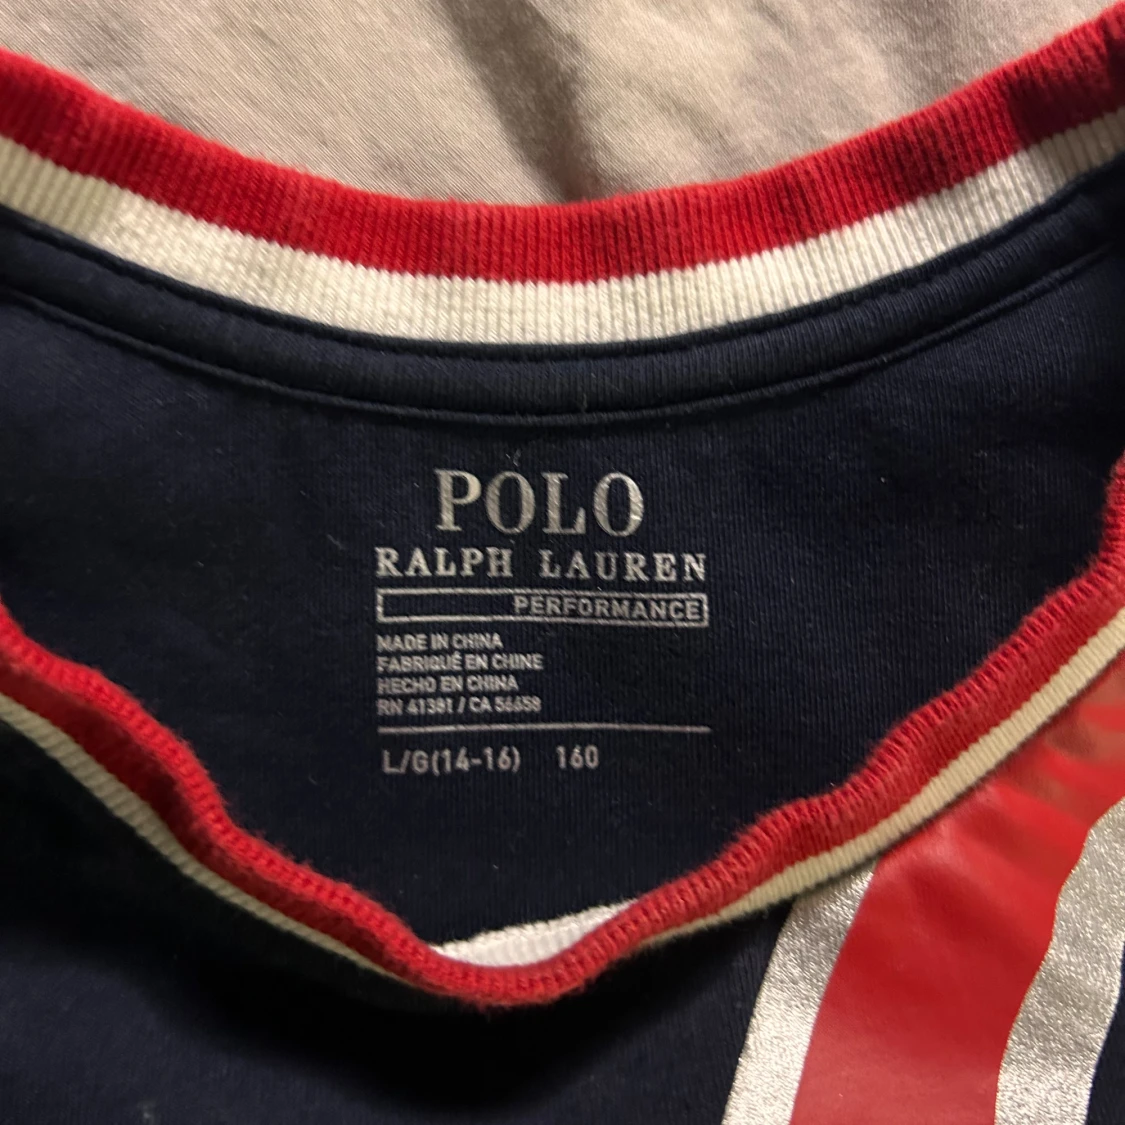 POLO
RALPH LAUREN
PERFORMANCE
MADE IN CHINA
FABRIQUÉ EN CHINE
HECHO EN CHINA
RN 41381 / CA 56658
L/G(14-16) 160